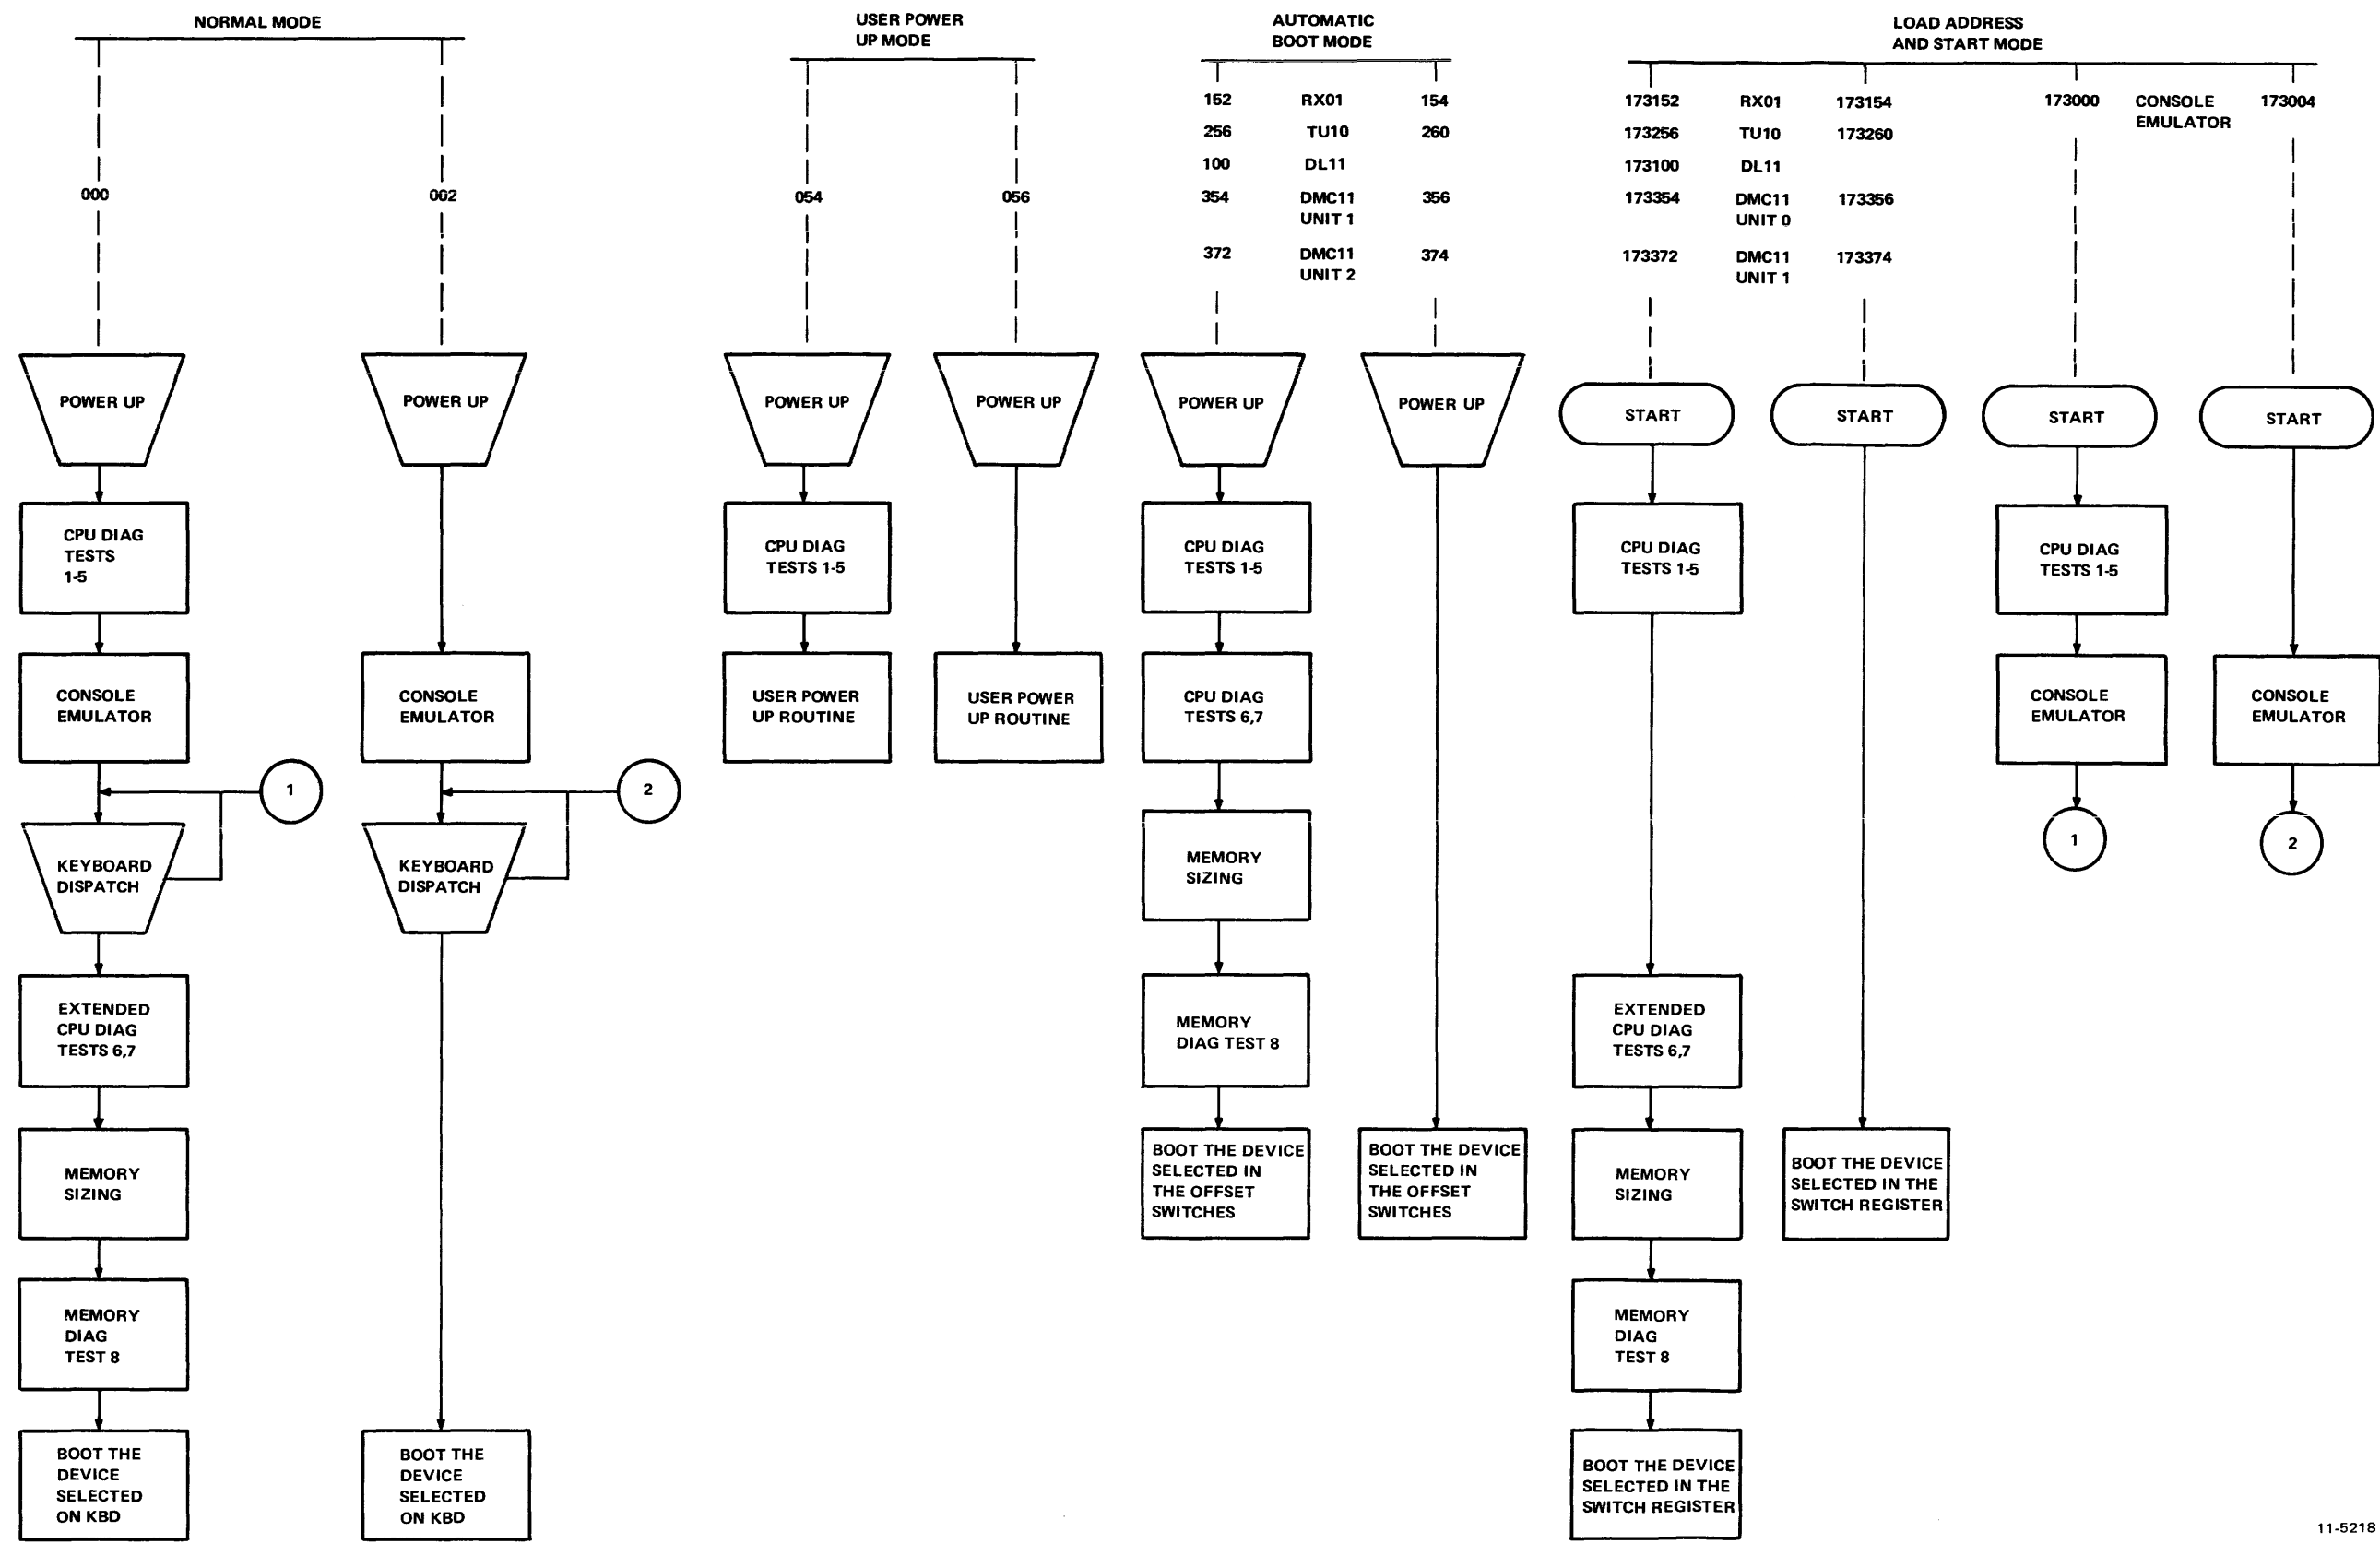 NORMAL MODE
000
002
POWER UP
POWER UP
CPU DIAG
TESTS
1-5
CONSOLE
EMULATOR
CONSOLE
EMULATOR
1
2
KEYBOARD
DISPATCH
KEYBOARD
DISPATCH
EXTENDED
CPU DIAG
TESTS 6,7
MEMORY
SIZING
MEMORY
DIAG
TEST 8
BOOT THE
DEVICE
SELECTED
ON KBD
BOOT THE
DEVICE
SELECTED
ON KBD
USER POWER
UP MODE
054
056
POWER UP
POWER UP
CPU DIAG
TESTS 1-5
USER POWER
UP ROUTINE
USER POWER
UP ROUTINE
AUTOMATIC
BOOT MODE
152 RX01 154
256 TU10 260
100 DL11
354 DMC11 356
UNIT 1
372 DMC11 374
UNIT 2
POWER UP
POWER UP
CPU DIAG
TESTS 1-5
CPU DIAG
TESTS 6,7
MEMORY
SIZING
MEMORY
DIAG TEST 8
BOOT THE DEVICE
SELECTED IN
THE OFFSET
SWITCHES
BOOT THE DEVICE
SELECTED IN
THE OFFSET
SWITCHES
LOAD ADDRESS
AND START MODE
173152 RX01 173154
173256 TU10 173260
173100 DL11
173354 DMC11 173356
UNIT 0
173372 DMC11 173374
UNIT 1
173000 CONSOLE 173004
EMULATOR
START
START
START
START
CPU DIAG
TESTS 1-5
CPU DIAG
TESTS 1-5
CONSOLE
EMULATOR
CONSOLE
EMULATOR
1
2
EXTENDED
CPU DIAG
TESTS 6,7
MEMORY
SIZING
BOOT THE DEVICE
SELECTED IN THE
SWITCH REGISTER
MEMORY
DIAG
TEST 8
BOOT THE DEVICE
SELECTED IN THE
SWITCH REGISTER
11-5218